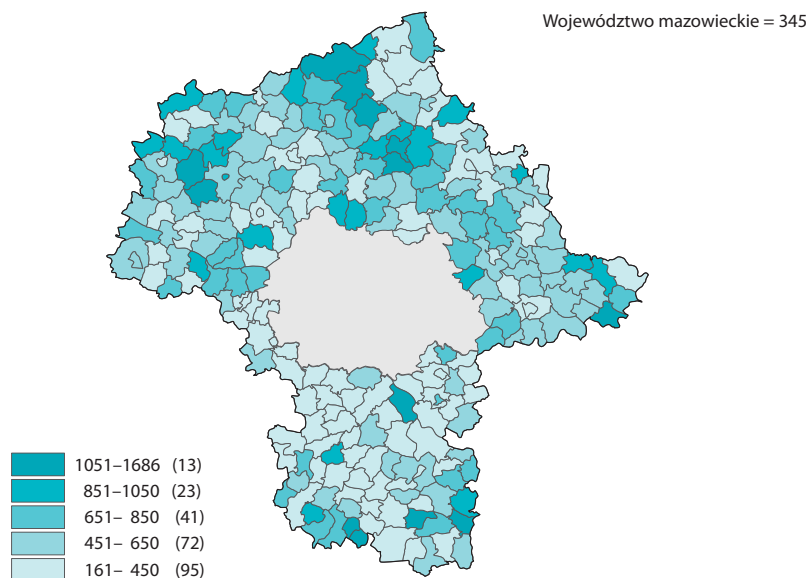 Województwo mazowieckie = 345
1051–1686 (13)
851–1050 (23)
651– 850 (41)
451– 650 (72)
161– 450 (95)